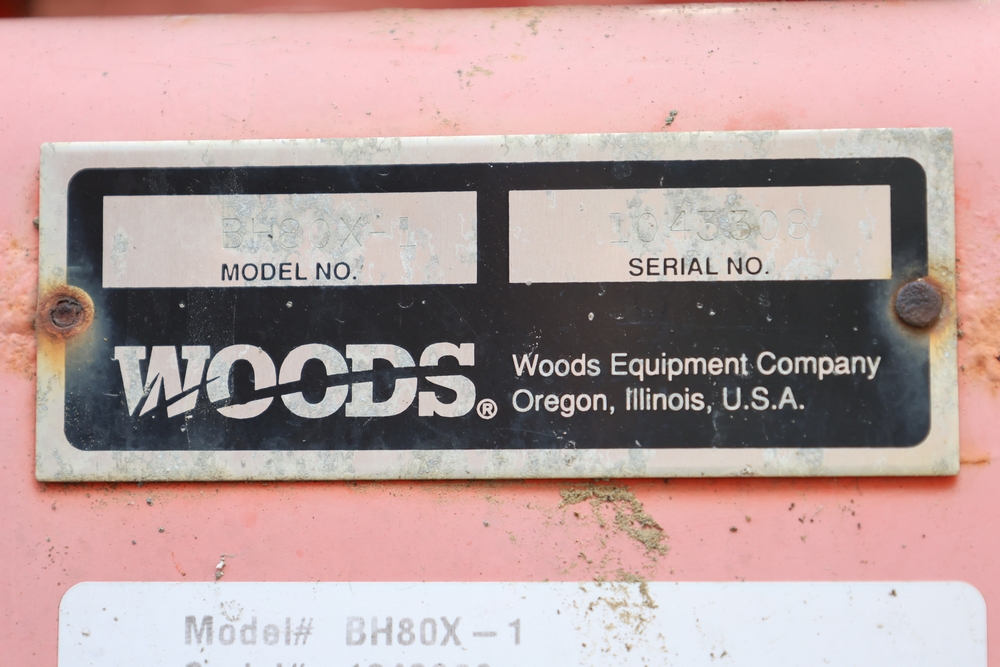 BH80X-1
MODEL NO.
1043308
SERIAL NO.
WOODS®
Woods Equipment Company
Oregon, Illinois, U.S.A.
Model# BH80X-1